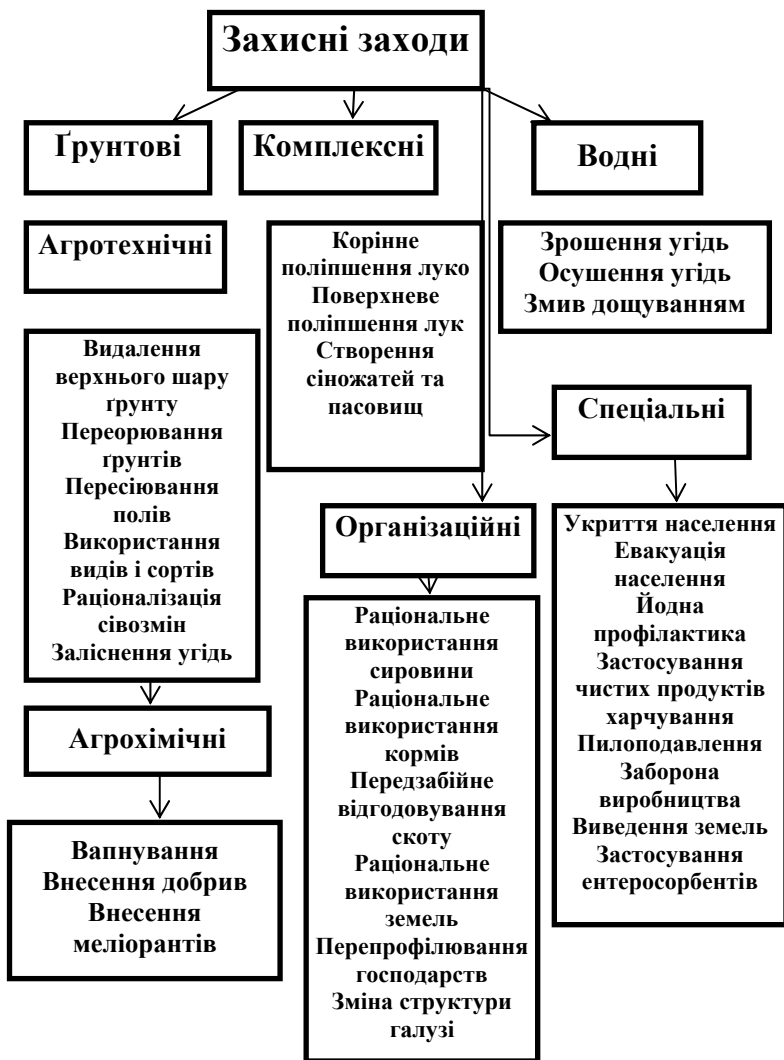 Захисні заходи
Ґрунтові
Комплексні
Водні
Агротехнічні
Корінне
поліпшення луко
Поверхневе
поліпшення лук
Створення
сіножатей та
пасовищ
Зрошення угідь
Осушення угідь
Змив дощуванням
Видалення
верхнього шару
ґрунту
Переорювання
ґрунтів
Пересіювання
полів
Використання
видів і сортів
Раціоналізація
сівозмін
Заліснення угідь
Спеціальні
Організаційні
Укриття населення
Евакуація
населення
Йодна
профілактика
Застосування
чистих продуктів
харчування
Пилоподавлення
Заборона
виробництва
Виведення земель
Застосування
ентеросорбентів
Раціональне
використання
сировини
Раціональне
використання
кормів
Передзабійне
відгодовування
скоту
Раціональне
використання
земель
Перепрофілювання
господарств
Зміна структури
галузі
Агрохімічні
Вапнування
Внесення добрив
Внесення
меліорантів